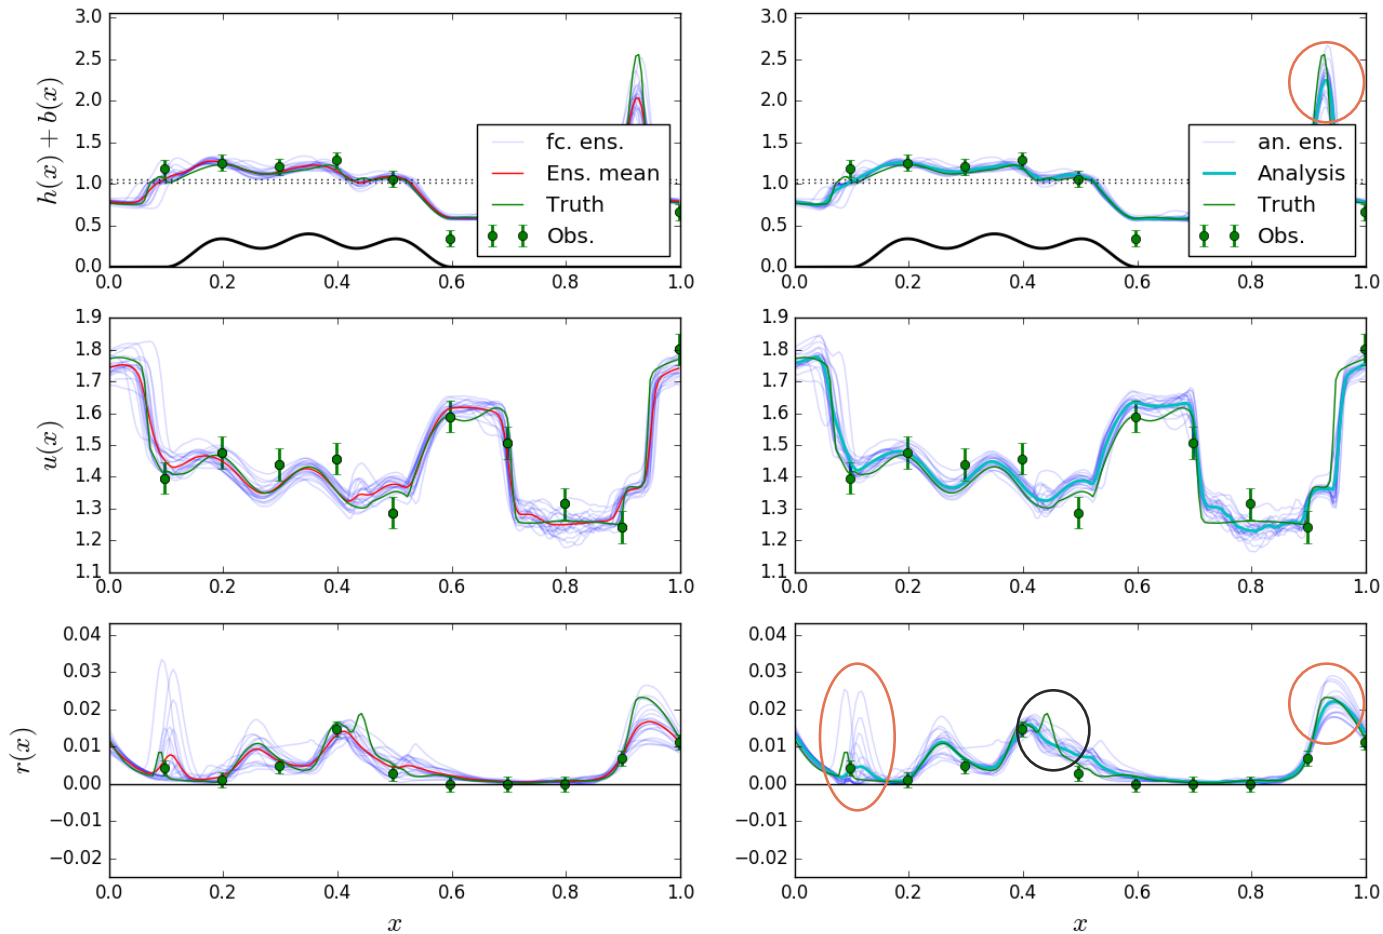 h(x) + b(x)
3.0
2.5
2.0
1.5
1.0
0.5
0.0
0.0 0.2 0.4 0.6 0.8 1.0
fc. ens.
Ens. mean
Truth
Obs.
3.0
2.5
2.0
1.5
1.0
0.5
0.0
0.0 0.2 0.4 0.6 0.8 1.0
an. ens.
Analysis
Truth
Obs.
u(x)
1.9
1.8
1.7
1.6
1.5
1.4
1.3
1.2
1.1
0.0 0.2 0.4 0.6 0.8 1.0
1.9
1.8
1.7
1.6
1.5
1.4
1.3
1.2
1.1
0.0 0.2 0.4 0.6 0.8 1.0
r(x)
0.04
0.03
0.02
0.01
0.00
−0.01
−0.02
0.0 0.2 0.4 0.6 0.8 1.0
x
0.04
0.03
0.02
0.01
0.00
−0.01
−0.02
0.0 0.2 0.4 0.6 0.8 1.0
x